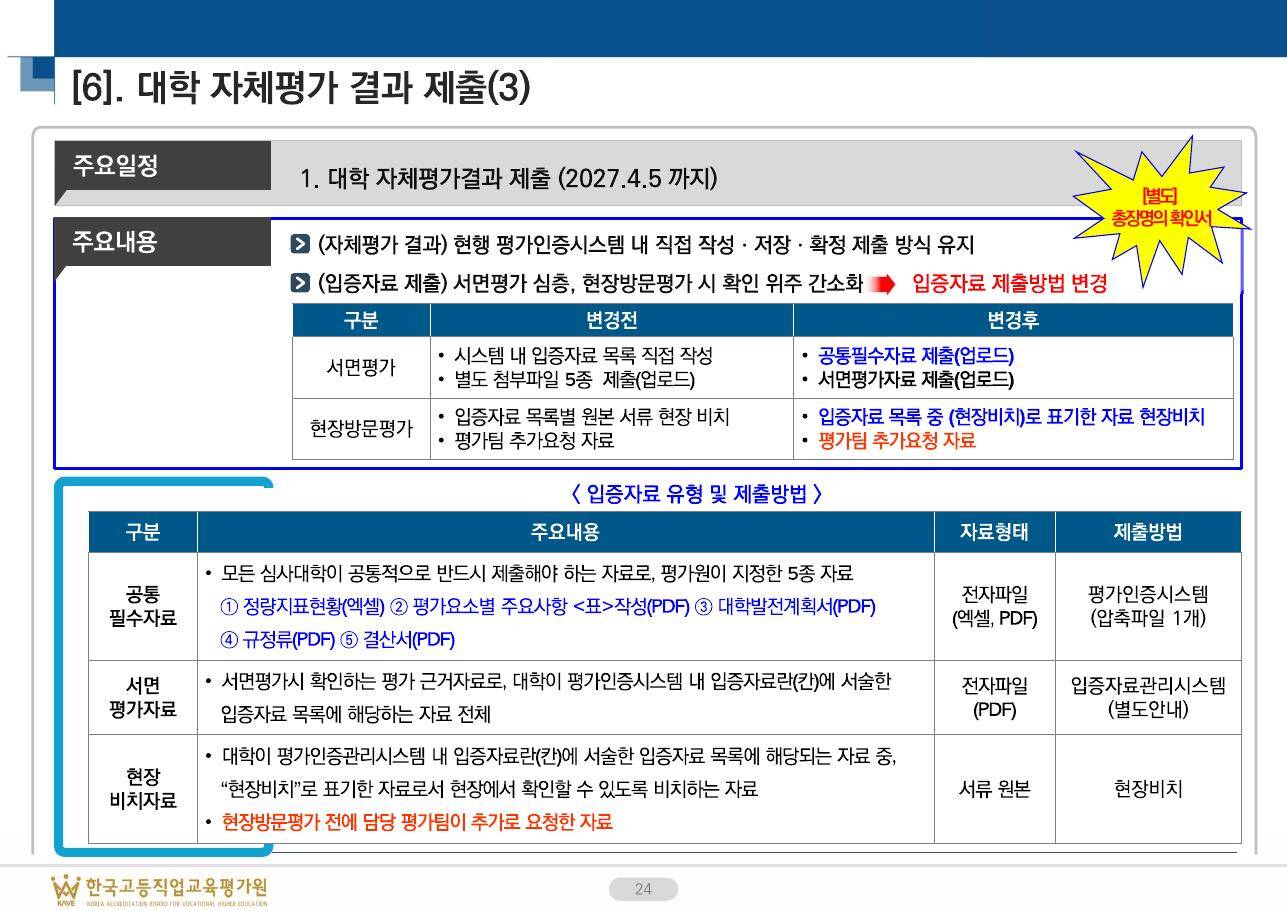 [6]. 대학 자체평가 결과 제출(3)
주요일정
1. 대학 자체평가결과 제출 (2027.4.5 까지)
[별도]
총장명의 확인서
주요내용
(자체평가 결과) 현행 평가인증시스템 내 직접 작성 · 저장 · 확정 제출 방식 유지
(입증자료 제출) 서면평가 심층, 현장방문평가 시 확인 위주 간소화 입증자료 제출방법 변경
구분 변경전 변경후
서면평가
• 시스템 내 입증자료 목록 직접 작성
• 별도 첨부파일 5종 제출(업로드)
• 공통필수자료 제출(업로드)
• 서면평가자료 제출(업로드)
현장방문평가
• 입증자료 목록별 원본 서류 현장 비치
• 평가팀 추가요청 자료
• 입증자료 목록 중 (현장비치)로 표기한 자료 현장비치
• 평가팀 추가요청 자료
< 입증자료 유형 및 제출방법 >
구분 주요내용 자료형태 제출방법
공통
필수자료
• 모든 심사대학이 공통적으로 반드시 제출해야 하는 자료로, 평가원이 지정한 5종 자료
① 정량지표현황(엑셀) ② 평가요소별 주요사항 <표>작성(PDF) ③ 대학발전계획서(PDF)
④ 규정류(PDF) ⑤ 결산서(PDF)
전자파일
(엑셀, PDF)
평가인증시스템
(압축파일 1개)
서면
평가자료
• 서면평가시 확인하는 평가 근거자료로, 대학이 평가인증시스템 내 입증자료란(칸)에 서술한
입증자료 목록에 해당하는 자료 전체
전자파일
(PDF)
입증자료관리시스템
(별도안내)
현장
비치자료
• 대학이 평가인증관리시스템 내 입증자료란(칸)에 서술한 입증자료 목록에 해당되는 자료 중,
“현장비치”로 표기한 자료로서 현장에서 확인할 수 있도록 비치하는 자료
• 현장방문평가 전에 담당 평가팀이 추가로 요청한 자료
서류 원본
현장비치
KAVE
한국고등직업교육평가원
KOREA ACCREDITATION BOARD FOR VOCATIONAL HIGHER EDUCATION
24